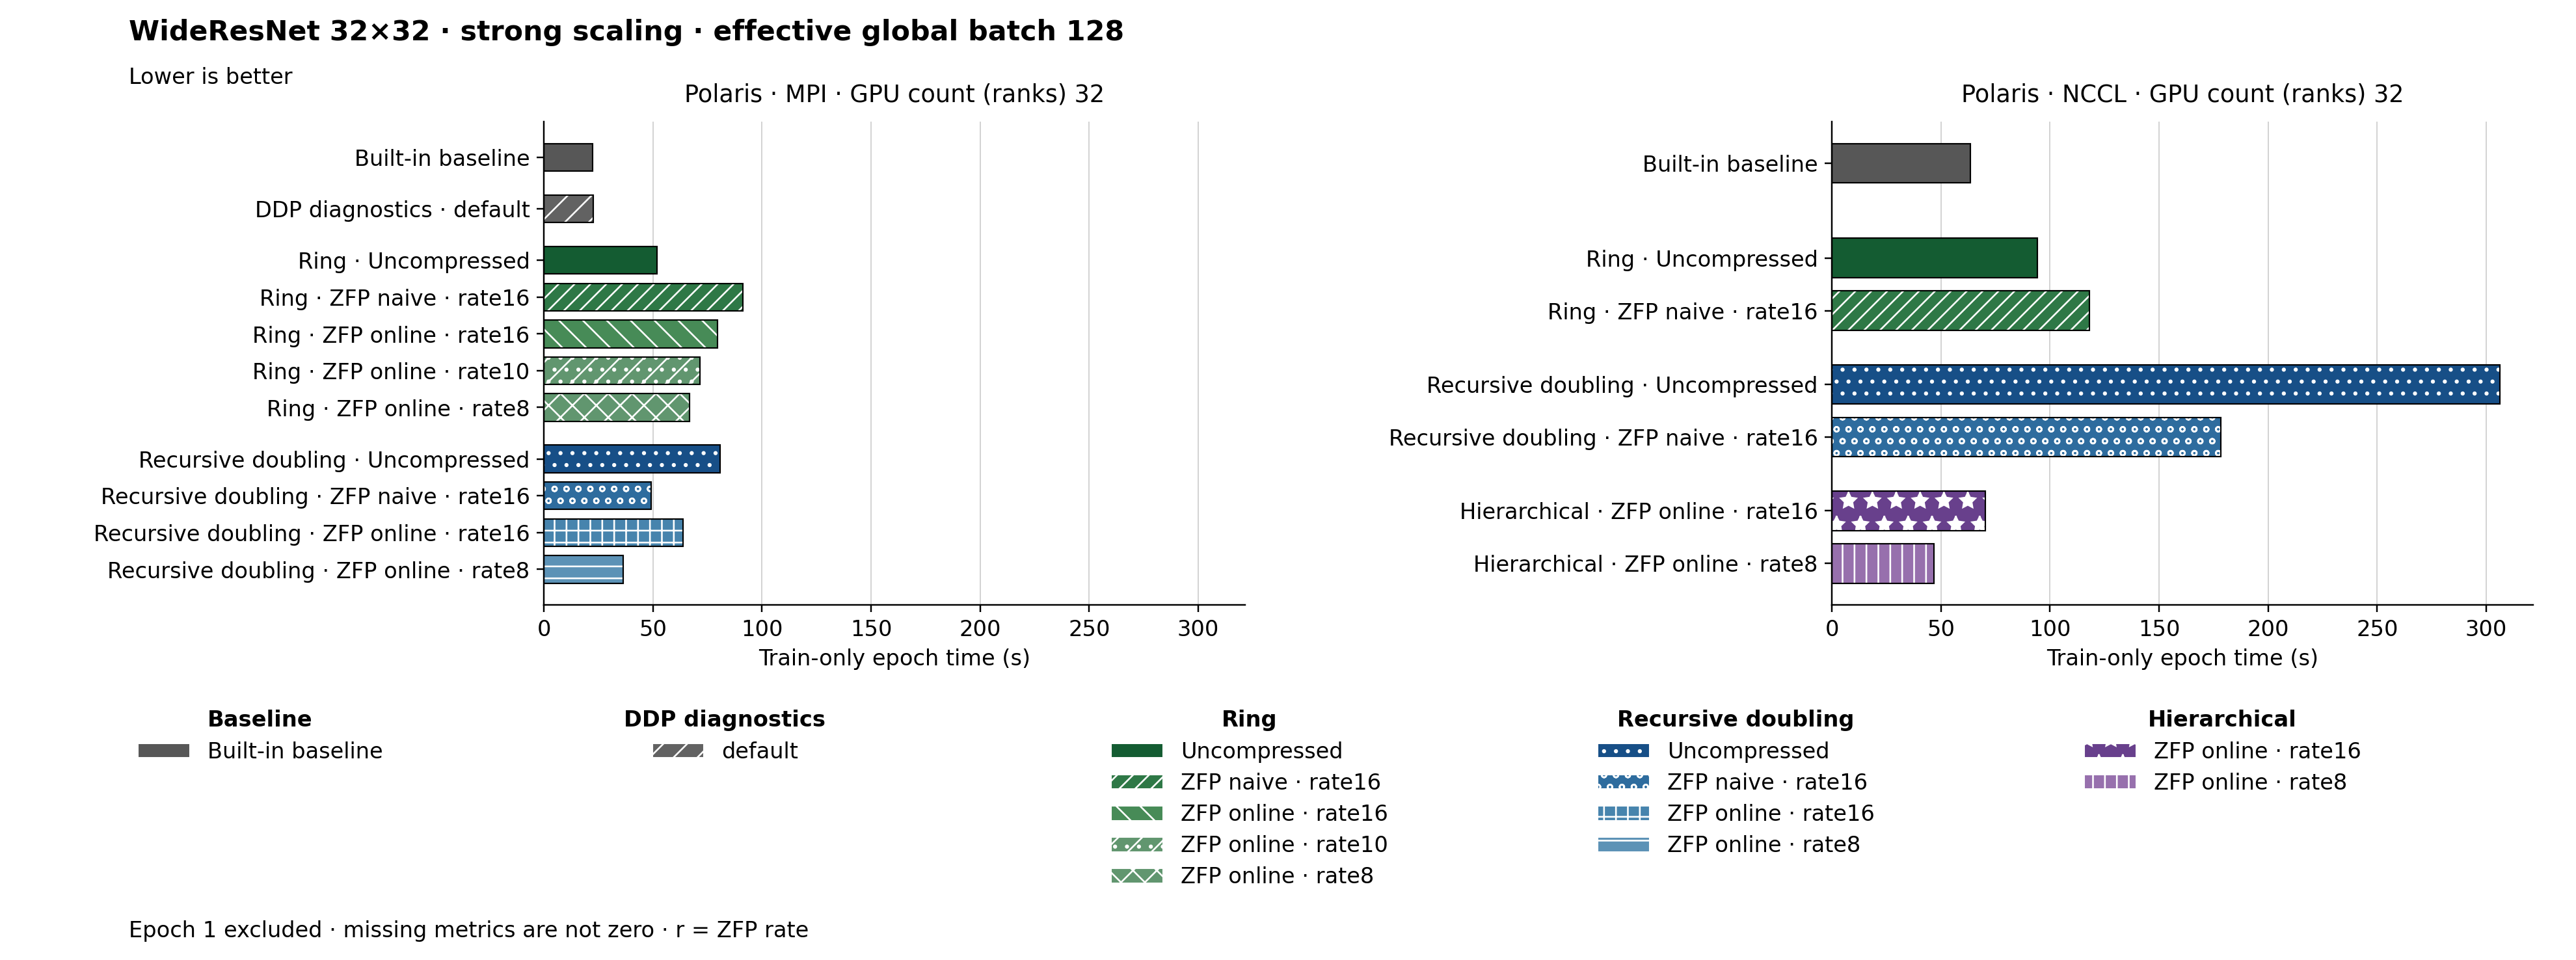 WideResNet 32×32 · strong scaling · effective global batch 128
Lower is better
Polaris · MPI · GPU count (ranks) 32
Built-in baseline
DDP diagnostics · default
Ring · Uncompressed
Ring · ZFP naive · rate16
Ring · ZFP online · rate16
Ring · ZFP online · rate10
Ring · ZFP online · rate8
Recursive doubling · Uncompressed
Recursive doubling · ZFP naive · rate16
Recursive doubling · ZFP online · rate16
Recursive doubling · ZFP online · rate8
0 50 100 150 200 250 300
Train-only epoch time (s)
Polaris · NCCL · GPU count (ranks) 32
Built-in baseline
Ring · Uncompressed
Ring · ZFP naive · rate16
Recursive doubling · Uncompressed
Recursive doubling · ZFP naive · rate16
Hierarchical · ZFP online · rate16
Hierarchical · ZFP online · rate8
0 50 100 150 200 250 300
Train-only epoch time (s)
Baseline
Built-in baseline
DDP diagnostics
default
Ring
Uncompressed
ZFP naive · rate16
ZFP online · rate16
ZFP online · rate10
ZFP online · rate8
Recursive doubling
Uncompressed
ZFP naive · rate16
ZFP online · rate16
ZFP online · rate8
Hierarchical
ZFP online · rate16
ZFP online · rate8
Epoch 1 excluded · missing metrics are not zero · r = ZFP rate